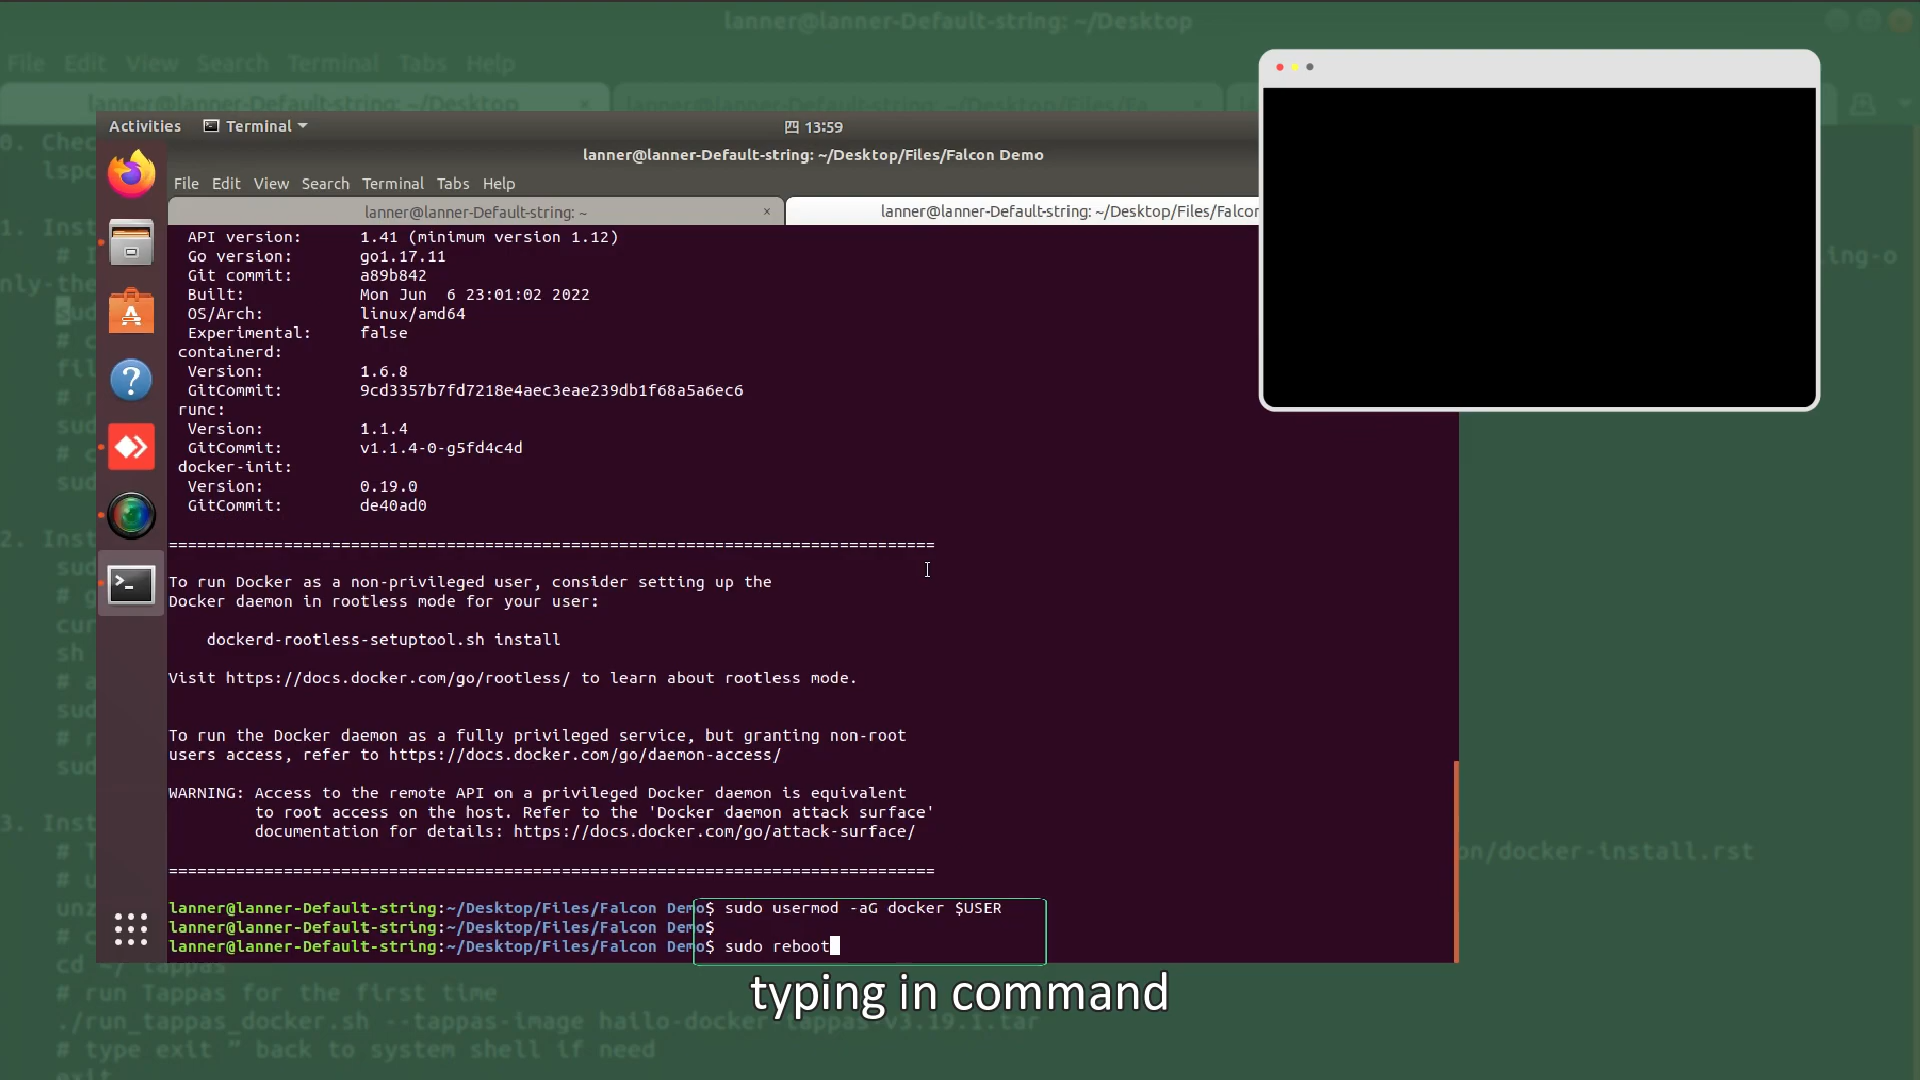 lanner@lanner-Default-string: ~/Desktop
File Edit View Search Terminal Tabs Help
lanner@lanner-Default-string: ~/Desktop ×
lanner@lanner-Default-string: ~/Desktop/Files/Fa ×
0. Chec
lspc
1. Inst
# I
ing-o
nly-the
sud
# c
fil
# r
sud
# c
sud
2. Inst
sud
# g
cur
sh
# a
sud
# r
sud
3. Inst
# T
on/docker-install.rst
# u
unz
# c
cd ~/ tappas
# run Tappas for the first time
./run_tappas_docker.sh --tappas-image hailo-docker-tappas-v3.19.1.tar
# type exit ” back to system shell if need
exit
Activities Terminal 四 13:59
lanner@lanner-Default-string: ~/Desktop/Files/Falcon Demo
File Edit View Search Terminal Tabs Help
lanner@lanner-Default-string: ~ × lanner@lanner-Default-string: ~/Desktop/Files/Falcon
API version: 1.41 (minimum version 1.12)
Go version: go1.17.11
Git commit: a89b842
Built: Mon Jun  6 23:01:02 2022
OS/Arch: linux/amd64
Experimental: false
containerd:
Version: 1.6.8
GitCommit: 9cd3357b7fd7218e4aec3eae239db1f68a5a6ec6
runc:
Version: 1.1.4
GitCommit: v1.1.4-0-g5fd4c4d
docker-init:
Version: 0.19.0
GitCommit: de40ad0
================================================================================
To run Docker as a non-privileged user, consider setting up the
Docker daemon in rootless mode for your user:
dockerd-rootless-setuptool.sh install
Visit https://docs.docker.com/go/rootless/ to learn about rootless mode.
To run the Docker daemon as a fully privileged service, but granting non-root
users access, refer to https://docs.docker.com/go/daemon-access/
WARNING: Access to the remote API on a privileged Docker daemon is equivalent
to root access on the host. Refer to the 'Docker daemon attack surface'
documentation for details: https://docs.docker.com/go/attack-surface/
================================================================================
lanner@lanner-Default-string:~/Desktop/Files/Falcon Demo$ sudo usermod -aG docker $USER
lanner@lanner-Default-string:~/Desktop/Files/Falcon Demo$
lanner@lanner-Default-string:~/Desktop/Files/Falcon Demo$ sudo reboot
typing in command